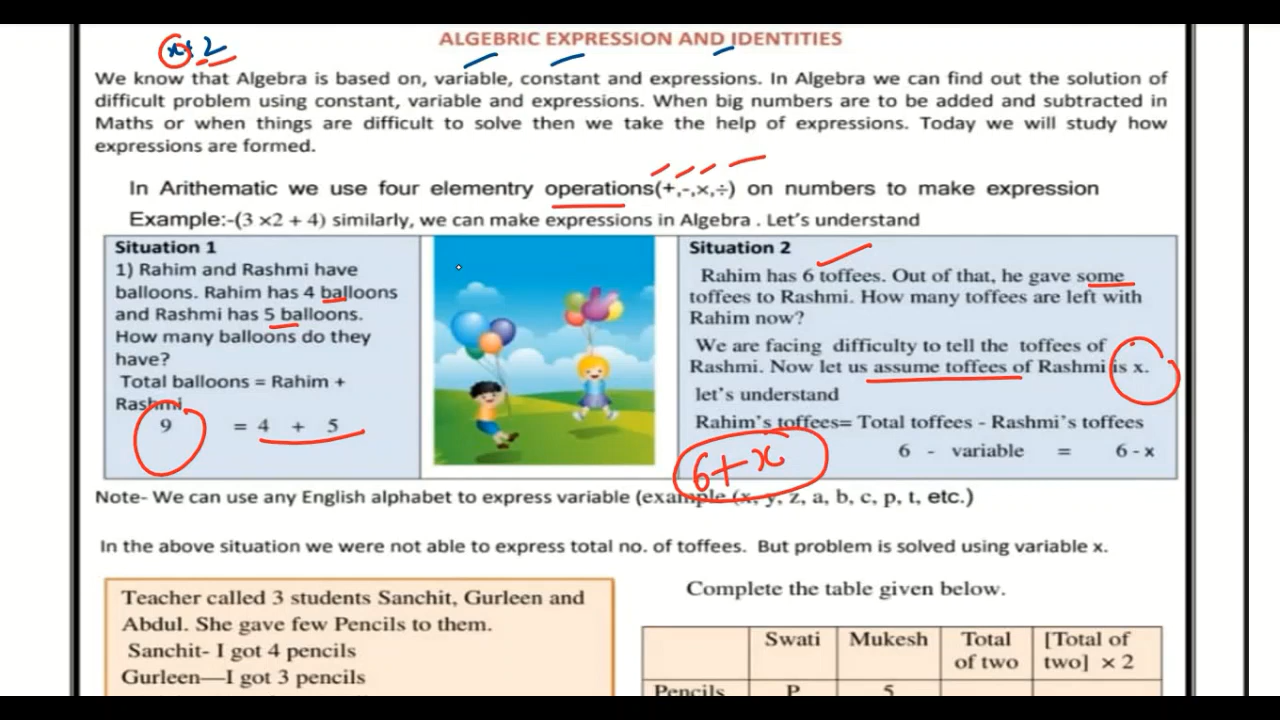 x+2
ALGEBRIC EXPRESSION AND IDENTITIES
We know that Algebra is based on, variable, constant and expressions. In Algebra we can find out the solution of
difficult problem using constant, variable and expressions. When big numbers are to be added and subtracted in
Maths or when things are difficult to solve then we take the help of expressions. Today we will study how
expressions are formed.
In Arithematic we use four elementry operations(+,-,x,÷) on numbers to make expression
Example:-(3 ×2 + 4) similarly, we can make expressions in Algebra . Let's understand
Situation 1
1) Rahim and Rashmi have
balloons. Rahim has 4 balloons
and Rashmi has 5 balloons.
How many balloons do they
have?
Total balloons = Rahim +
Rashmi
9 = 4 + 5
Situation 2
Rahim has 6 toffees. Out of that, he gave some
toffees to Rashmi. How many toffees are left with
Rahim now?
We are facing difficulty to tell the toffees of
Rashmi. Now let us assume toffees of Rashmi is x.
let's understand
Rahim's toffees= Total toffees - Rashmi's toffees
6 - variable = 6 - x
6+x
Note- We can use any English alphabet to express variable (example (x, y, z, a, b, c, p, t, etc.)
In the above situation we were not able to express total no. of toffees. But problem is solved using variable x.
Teacher called 3 students Sanchit, Gurleen and
Abdul. She gave few Pencils to them.
Sanchit- I got 4 pencils
Gurleen—I got 3 pencils
Complete the table given below.
Swati Mukesh Total of two [Total of two] × 2
Pencils P 5